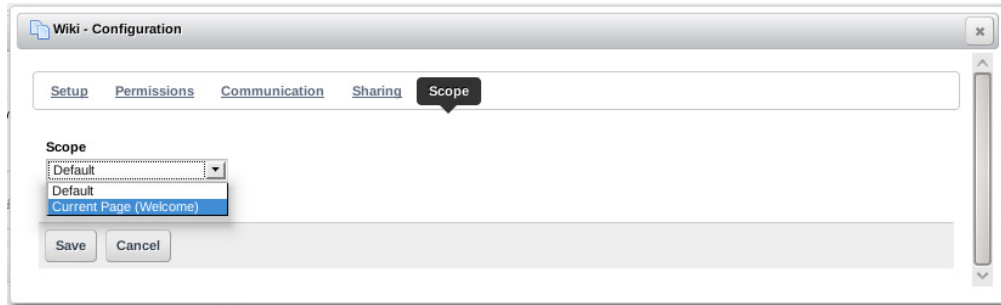 Wiki - Configuration
Setup Permissions Communication Sharing Scope
Scope
Default
Default
Current Page (Welcome)
Save Cancel